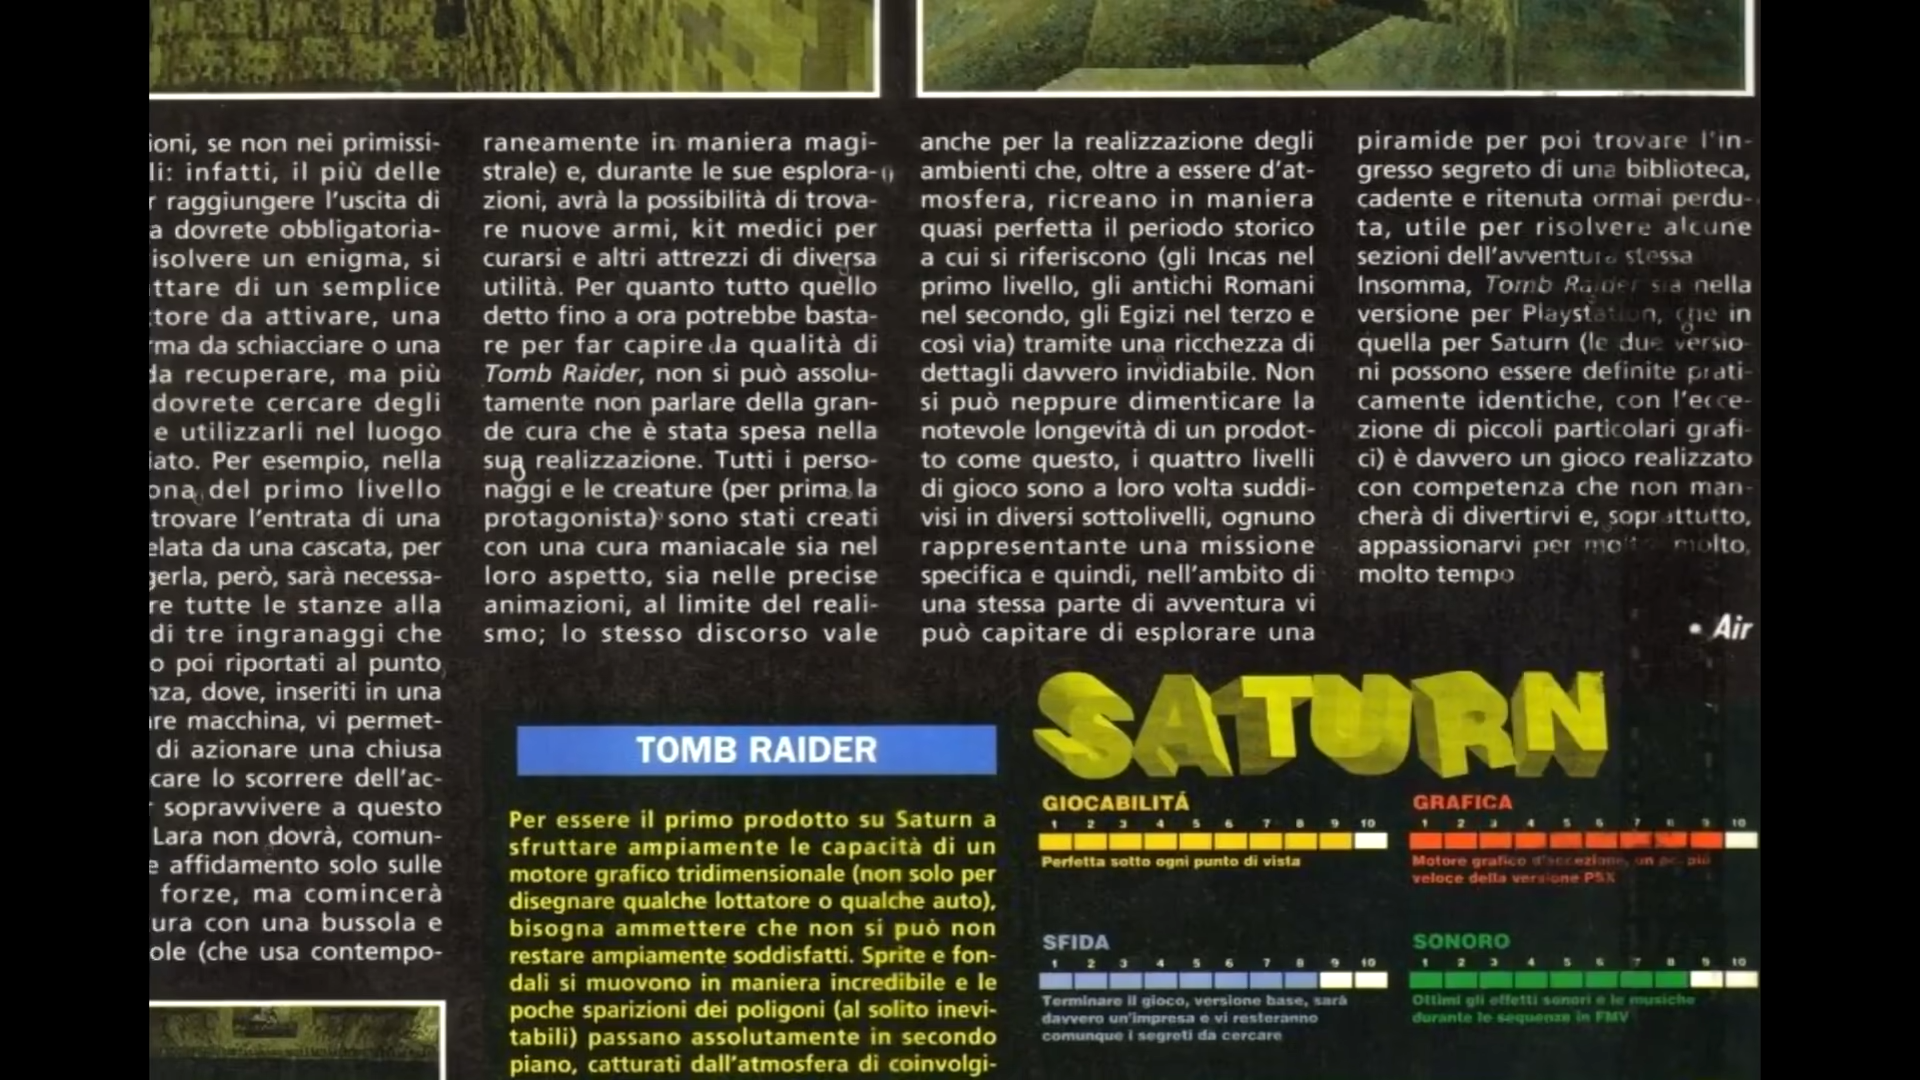 ioni, se non nei primissi-
li: infatti, il più delle
raggiungere l'uscita di
a dovrete obbligatoria-
isolvere un enigma, si
ttare di un semplice
tore da attivare, una
rma da schiacciare o una
da recuperare, ma più
dovrete cercare degli
e utilizzarli nel luogo
iato. Per esempio, nella
ona del primo livello
trovare l'entrata di una
elata da una cascata, per
gerla, però, sarà necessa-
re tutte le stanze alla
di tre ingranaggi che
o poi riportati al punto
nza, dove, inseriti in una
are macchina, vi permet-
di azionare una chiusa
care lo scorrere dell'ac-
sopravvivere a questo
Lara non dovrà, comun-
e affidamento solo sulle
forze, ma comincerà
ura con una bussola e
ole (che usa contempo-
raneamente in maniera magi-
strale) e, durante le sue esplora-
zioni, avrà la possibilità di trova-
re nuove armi, kit medici per
curarsi e altri attrezzi di diversa
utilità. Per quanto tutto quello
detto fino a ora potrebbe basta-
re per far capire la qualità di
Tomb Raider, non si può assolu-
tamente non parlare della gran-
de cura che è stata spesa nella
sua realizzazione. Tutti i perso-
naggi e le creature (per prima la
protagonista) sono stati creati
con una cura maniacale sia nel
loro aspetto, sia nelle precise
animazioni, al limite del reali-
smo; lo stesso discorso vale
anche per la realizzazione degli
ambienti che, oltre a essere d'at-
mosfera, ricreano in maniera
quasi perfetta il periodo storico
a cui si riferiscono (gli Incas nel
primo livello, gli antichi Romani
nel secondo, gli Egizi nel terzo e
così via) tramite una ricchezza di
dettagli davvero invidiabile. Non
si può neppure dimenticare la
notevole longevità di un prodot-
to come questo, i quattro livelli
di gioco sono a loro volta suddi-
visi in diversi sottolivelli, ognuno
rappresentante una missione
specifica e quindi, nell'ambito di
una stessa parte di avventura vi
può capitare di esplorare una
piramide per poi trovare l'in-
gresso segreto di una biblioteca,
cadente e ritenuta ormai perdu-
ta, utile per risolvere alcune
sezioni dell'avventura stessa
Insomma, Tomb Raider sia nella
versione per Playstation, che in
quella per Saturn (le due versio-
ni possono essere definite prati-
camente identiche, con l'ecce-
zione di piccoli particolari grafi-
ci) è davvero un gioco realizzato
con competenza che non man-
cherà di divertirvi e, soprattutto,
appassionarvi per molto molto,
molto tempo
• Air
TOMB RAIDER
Per essere il primo prodotto su Saturn a
sfruttare ampiamente le capacità di un
motore grafico tridimensionale (non solo per
disegnare qualche lottatore o qualche auto),
bisogna ammettere che non si può non
restare ampiamente soddisfatti. Sprite e fon-
dali si muovono in maniera incredibile e le
poche sparizioni dei poligoni (al solito inevi-
tabili) passano assolutamente in secondo
piano, catturati dall'atmosfera di coinvolgi-
SATURN
GIOCABILITÁ
1 2 3 4 5 6 7 8 9 10
Perfetta sotto ogni punto di vista
GRAFICA
1 2 3 4 5 6 7 8 9 10
Motore grafico d'eccezione, un po' più
veloce della versione PSX
SFIDA
1 2 3 4 5 6 7 8 9 10
Terminare il gioco, versione base, sarà
davvero un'impresa e vi resteranno
comunque i segreti da cercare
SONORO
1 2 3 4 5 6 7 8 9 10
Ottimi gli effetti sonori e le musiche
durante le sequenze in FMV